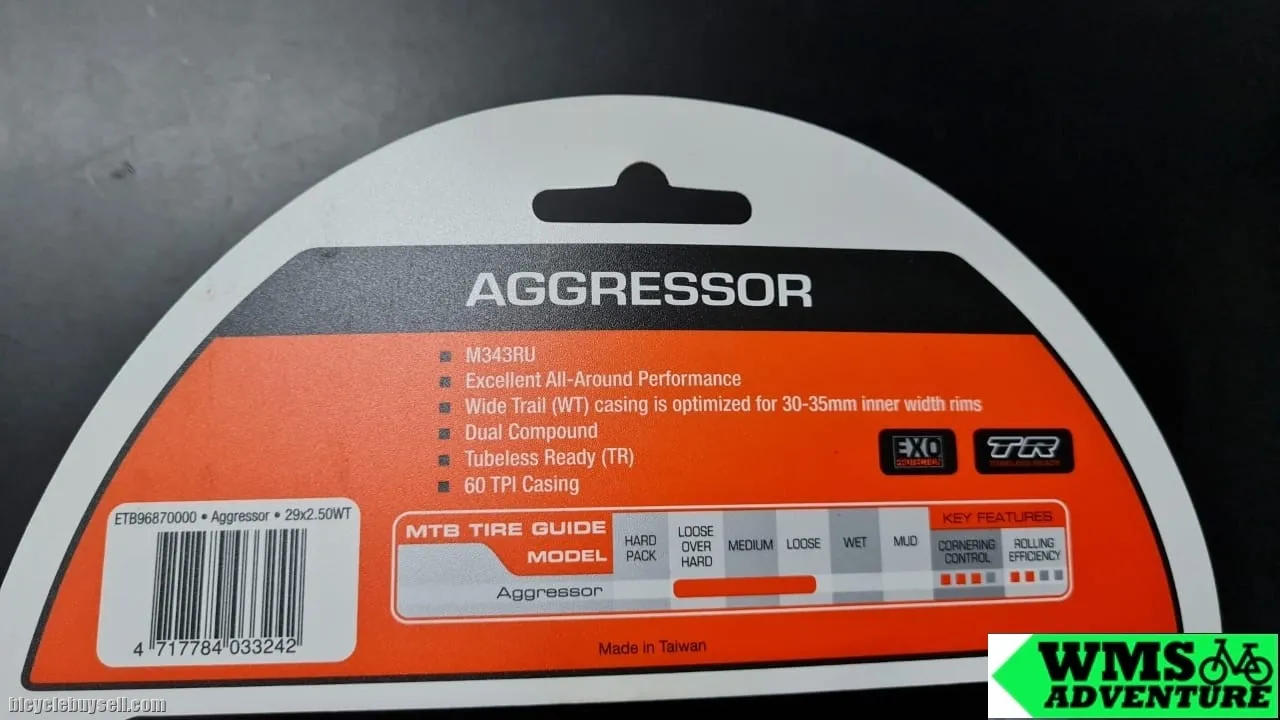 AGGRESSOR
M343RU
Excellent All-Around Performance
Wide Trail (WT) casing is optimized for 30-35mm inner width rims
Dual Compound
Tubeless Ready (TR)
60 TPI Casing
EXO
PROTECTION
TR
TUBELESS READY
ETB96870000 • Aggressor • 29x2.50WT
4 717784 033242
MTB TIRE GUIDE
MODEL
HARD PACK
LOOSE OVER HARD
MEDIUM
LOOSE
WET
MUD
KEY FEATURES
CORNERING CONTROL
ROLLING EFFICIENCY
Aggressor
Made in Taiwan
bicyclebuysell.com
WMS
ADVENTURE